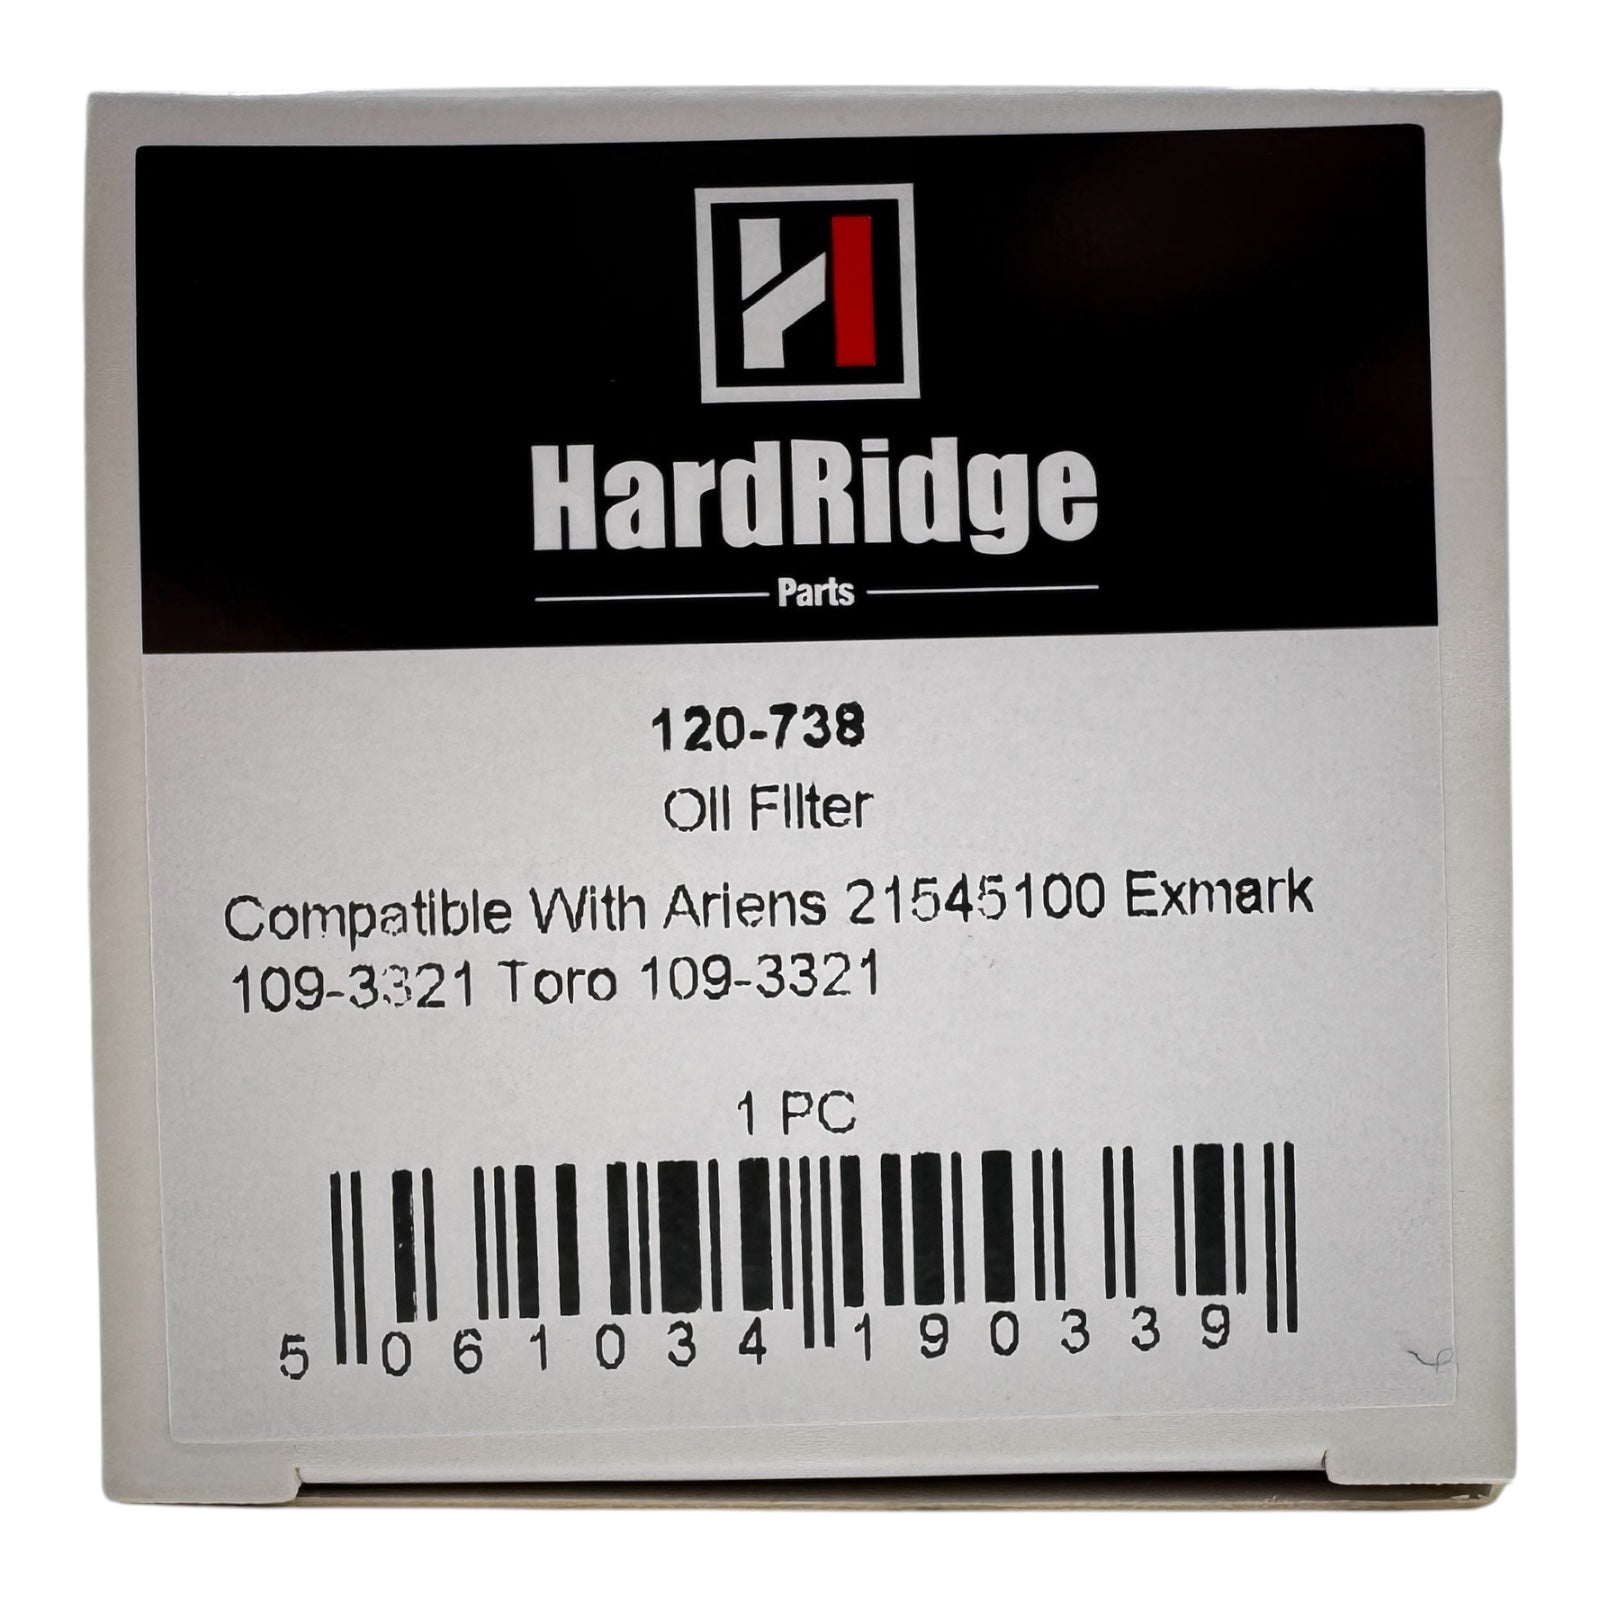 HardRidge
Parts
120-738
Oil Filter
Compatible With Ariens 21545100 Exmark
109-3321 Toro 109-3321
1 PC
5 061034 190339